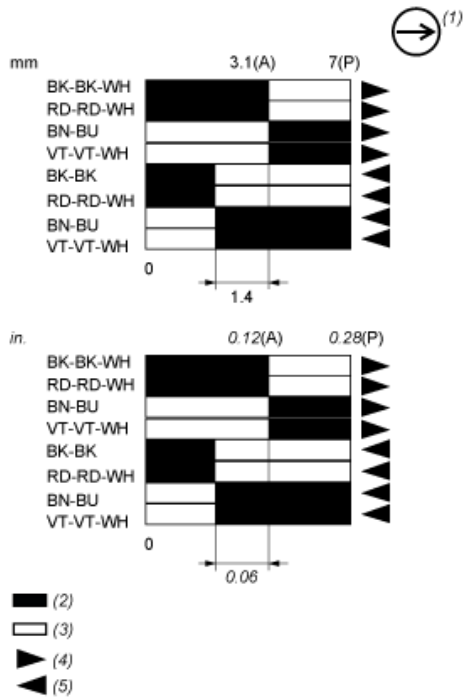 (1)
mm 3.1(A) 7(P)
BK-BK-WH
RD-RD-WH
BN-BU
VT-VT-WH
BK-BK
RD-RD-WH
BN-BU
VT-VT-WH
0
1.4
in. 0.12(A) 0.28(P)
BK-BK-WH
RD-RD-WH
BN-BU
VT-VT-WH
BK-BK
RD-RD-WH
BN-BU
VT-VT-WH
0
0.06
(2)
(3)
(4)
(5)